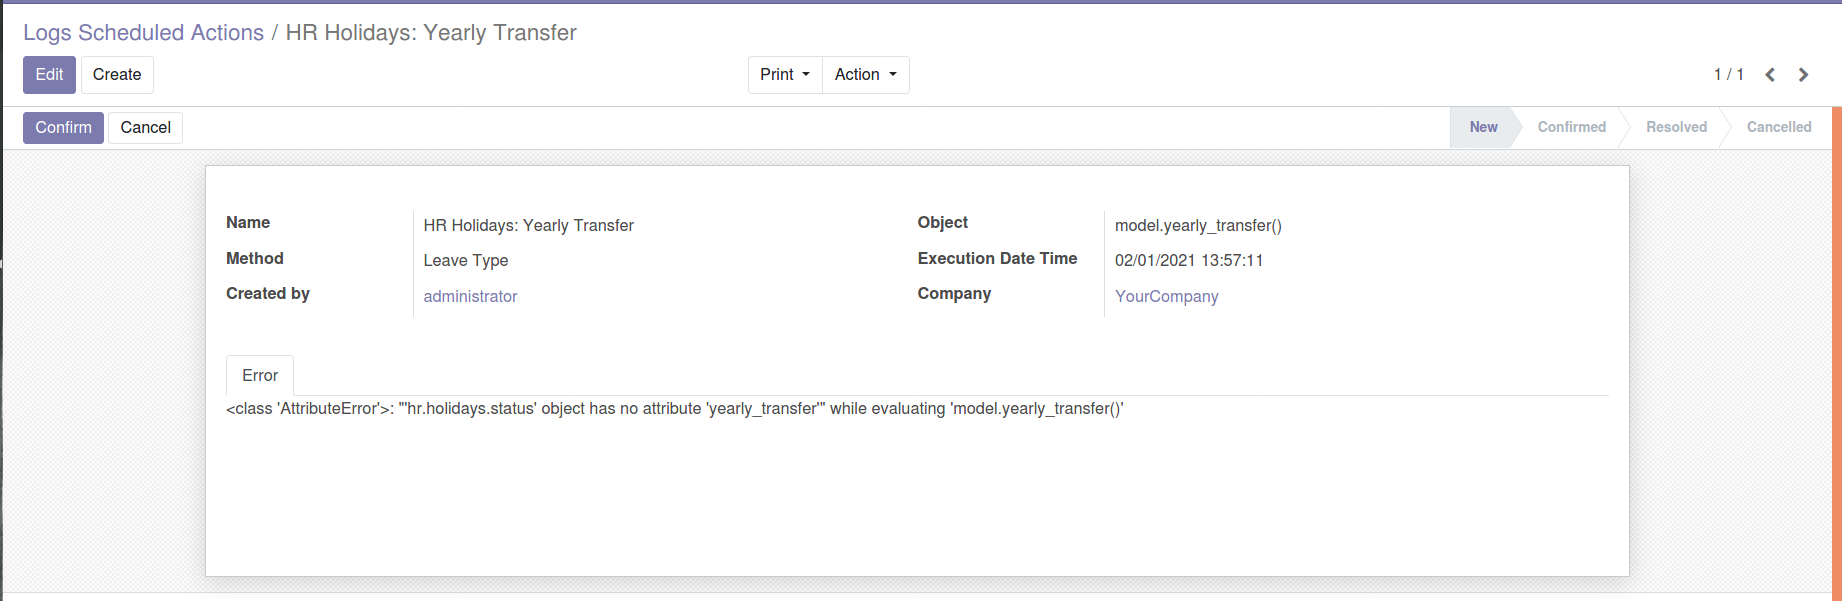 Logs Scheduled Actions / HR Holidays: Yearly Transfer
Edit Create Print Action 1 / 1
Confirm Cancel New Confirmed Resolved Cancelled
Name HR Holidays: Yearly Transfer Object model.yearly_transfer()
Method Leave Type Execution Date Time 02/01/2021 13:57:11
Created by administrator Company YourCompany
Error
<class 'AttributeError'>: "'hr.holidays.status' object has no attribute 'yearly_transfer'" while evaluating 'model.yearly_transfer()'